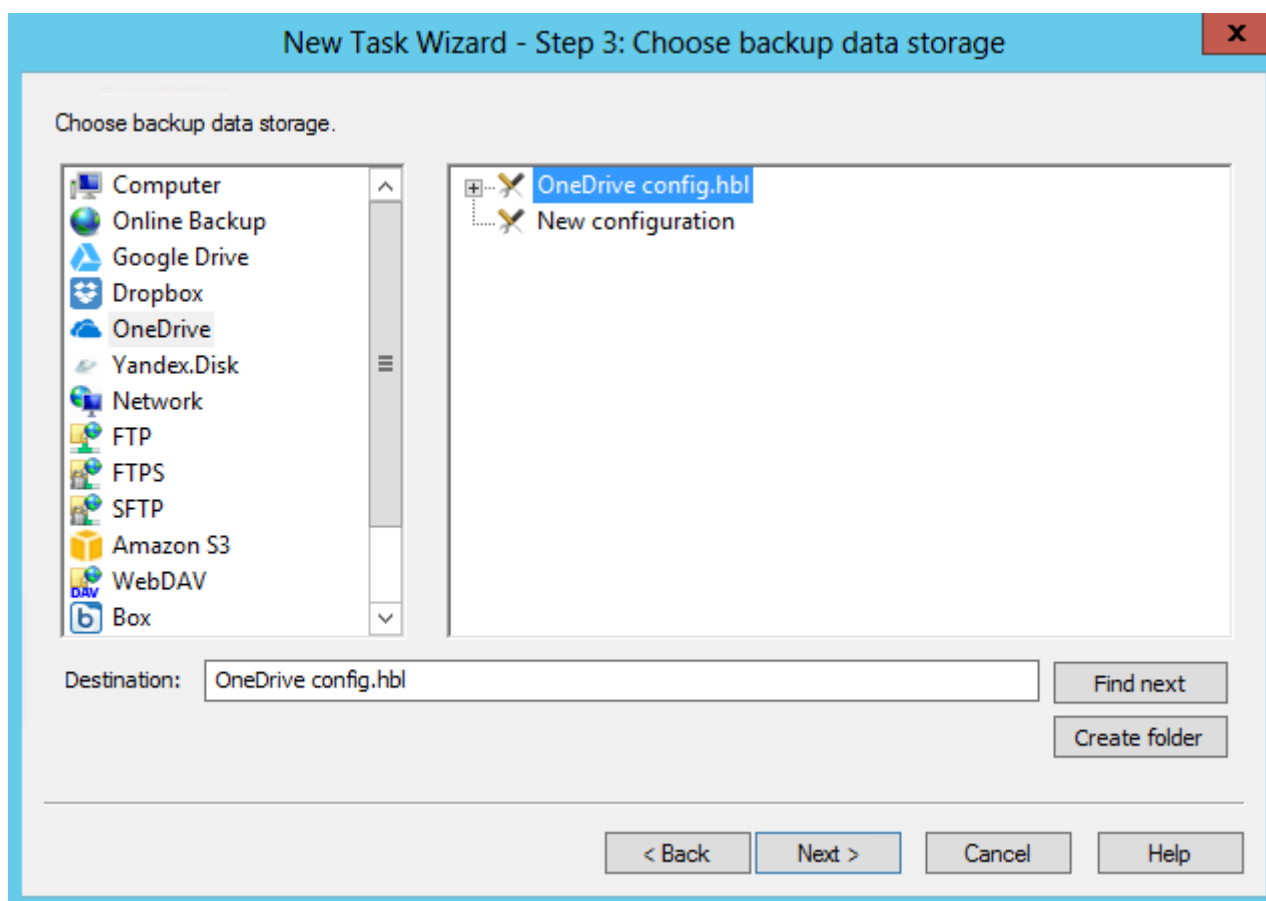 New Task Wizard - Step 3: Choose backup data storage
x
Choose backup data storage.
Computer
Online Backup
Google Drive
Dropbox
OneDrive
Yandex.Disk
Network
FTP
FTPS
SFTP
Amazon S3
DAV WebDAV
b Box
OneDrive config.hbl
New configuration
Destination: OneDrive config.hbl
Find next
Create folder
< Back Next > Cancel Help